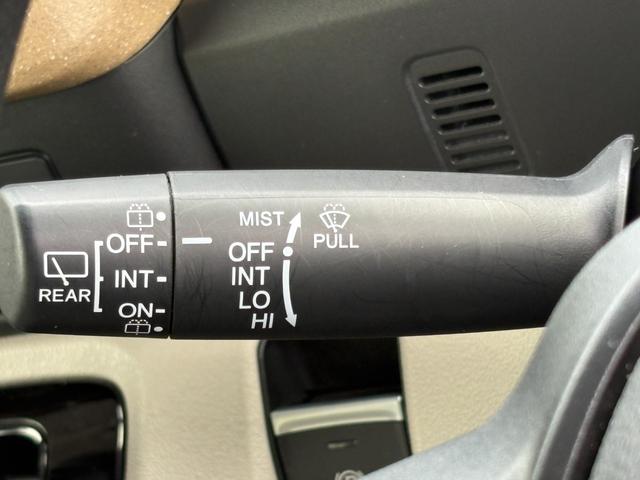 REAR
OFF
INT
ON
MIST
OFF
INT
LO
HI
PULL